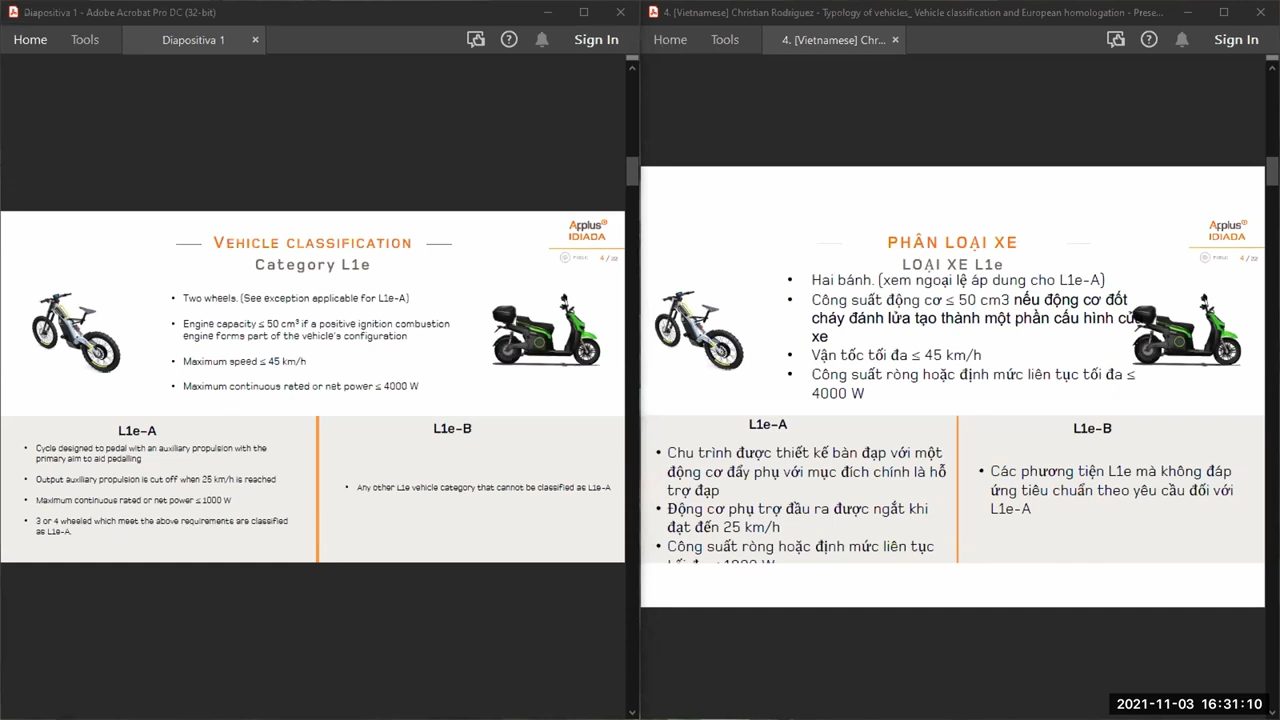 Diapositiva 1 - Adobe Acrobat Pro DC (32-bit)
Home Tools Diapositiva 1 × Sign In
Applus⊕
IDIADA
4 / 22
VEHICLE CLASSIFICATION
Category L1e
• Two wheels. (See exception applicable for L1e-A)
• Engine capacity ≤ 50 cm³ if a positive ignition combustion
engine forms part of the vehicle's configuration
• Maximum speed ≤ 45 km/h
• Maximum continuous rated or net power ≤ 4000 W
L1e-A
• Cycle designed to pedal with an auxiliary propulsion with the
primary aim to aid pedalling
• Output auxiliary propulsion is cut off when 25 km/h is reached
• Maximum continuous rated or net power ≤ 1000 W
• 3 or 4 wheeled which meet the above requirements are classified
as L1e-A.
L1e-B
• Any other L1e vehicle category that cannot be classified as L1e-A
4. [Vietnamese] Christian Rodriguez - Typology of vehicles_ Vehicle classification and European homologation - Prese...
Home Tools 4. [Vietnamese] Chr... × Sign In
Applus⊕
IDIADA
4 / 22
PHÂN LOẠI XE
LOẠI XE L1e
• Hai bánh. (xem ngoại lệ áp dung cho L1e-A)
• Công suất động cơ ≤ 50 cm3 nếu động cơ đốt
cháy đánh lửa tạo thành một phần cấu hình củ
xe
• Vận tốc tối đa ≤ 45 km/h
• Công suất ròng hoặc định mức liên tục tối đa ≤
4000 W
L1e-A
• Chu trình được thiết kế bàn đạp với một
động cơ đẩy phụ với mục đích chính là hỗ
trợ đạp
• Động cơ phụ trợ đầu ra được ngắt khi
đạt đến 25 km/h
• Công suất ròng hoặc định mức liên tục
L1e-B
• Các phương tiện L1e mà không đáp
ứng tiêu chuẩn theo yêu cầu đối với
L1e-A
2021-11-03 16:31:10